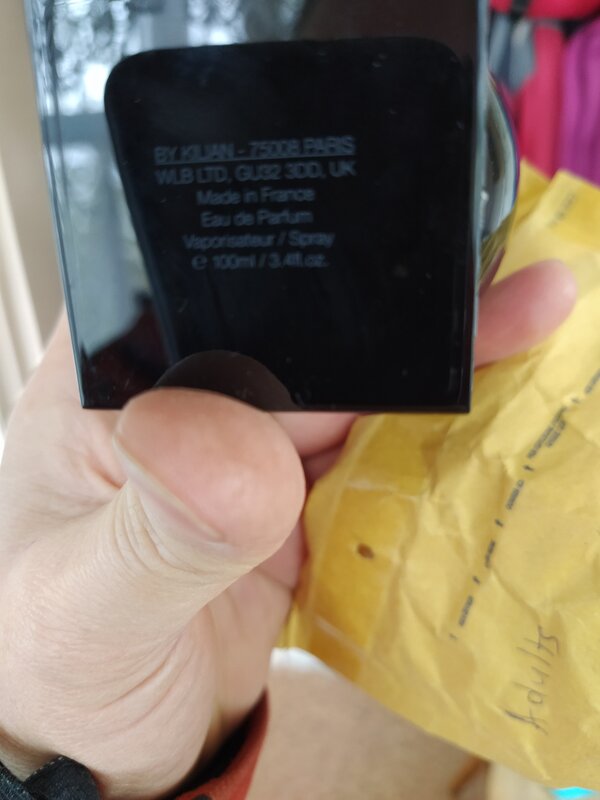 BY KILIAN - 75008 PARIS
WLB LTD, GU32 3DD, UK
Made in France
Eau de Parfum
Vaporisateur / Spray
℮ 100ml / 3.4fl.oz.
Adults